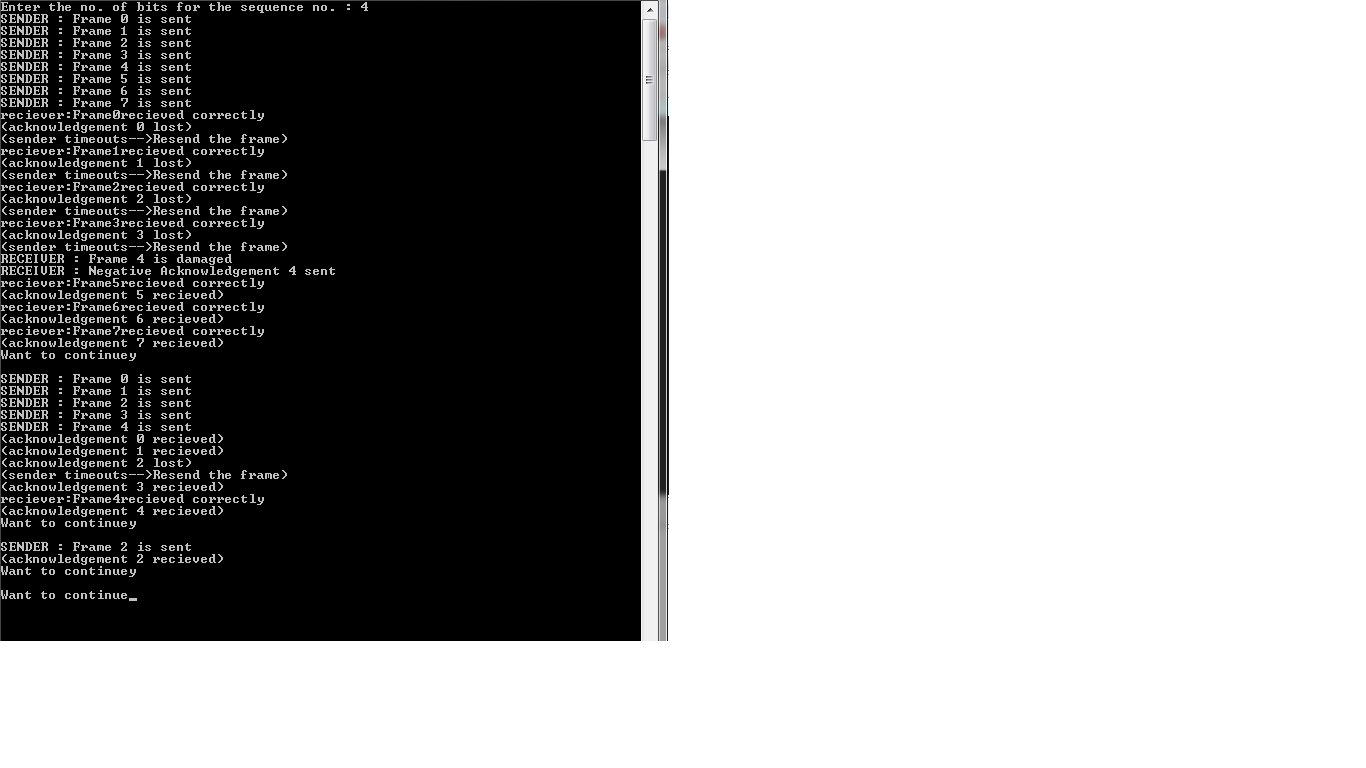 Enter the no. of bits for the sequence no. : 4
SENDER : Frame 0 is sent
SENDER : Frame 1 is sent
SENDER : Frame 2 is sent
SENDER : Frame 3 is sent
SENDER : Frame 4 is sent
SENDER : Frame 5 is sent
SENDER : Frame 6 is sent
SENDER : Frame 7 is sent
reciever:Frame0recieved correctly
(acknowledgement 0 lost)
(sender timeouts-->Resend the frame)
reciever:Frame1recieved correctly
(acknowledgement 1 lost)
(sender timeouts-->Resend the frame)
reciever:Frame2recieved correctly
(acknowledgement 2 lost)
(sender timeouts-->Resend the frame)
reciever:Frame3recieved correctly
(acknowledgement 3 lost)
(sender timeouts-->Resend the frame)
RECEIVER : Frame 4 is damaged
RECEIVER : Negative Acknowledgement 4 sent
reciever:Frame5recieved correctly
(acknowledgement 5 recieved)
reciever:Frame6recieved correctly
(acknowledgement 6 recieved)
reciever:Frame7recieved correctly
(acknowledgement 7 recieved)
Want to continuey
SENDER : Frame 0 is sent
SENDER : Frame 1 is sent
SENDER : Frame 2 is sent
SENDER : Frame 3 is sent
SENDER : Frame 4 is sent
(acknowledgement 0 recieved)
(acknowledgement 1 recieved)
(acknowledgement 2 lost)
(sender timeouts-->Resend the frame)
(acknowledgement 3 recieved)
reciever:Frame4recieved correctly
(acknowledgement 4 recieved)
Want to continuey
SENDER : Frame 2 is sent
(acknowledgement 2 recieved)
Want to continuey
Want to continue_